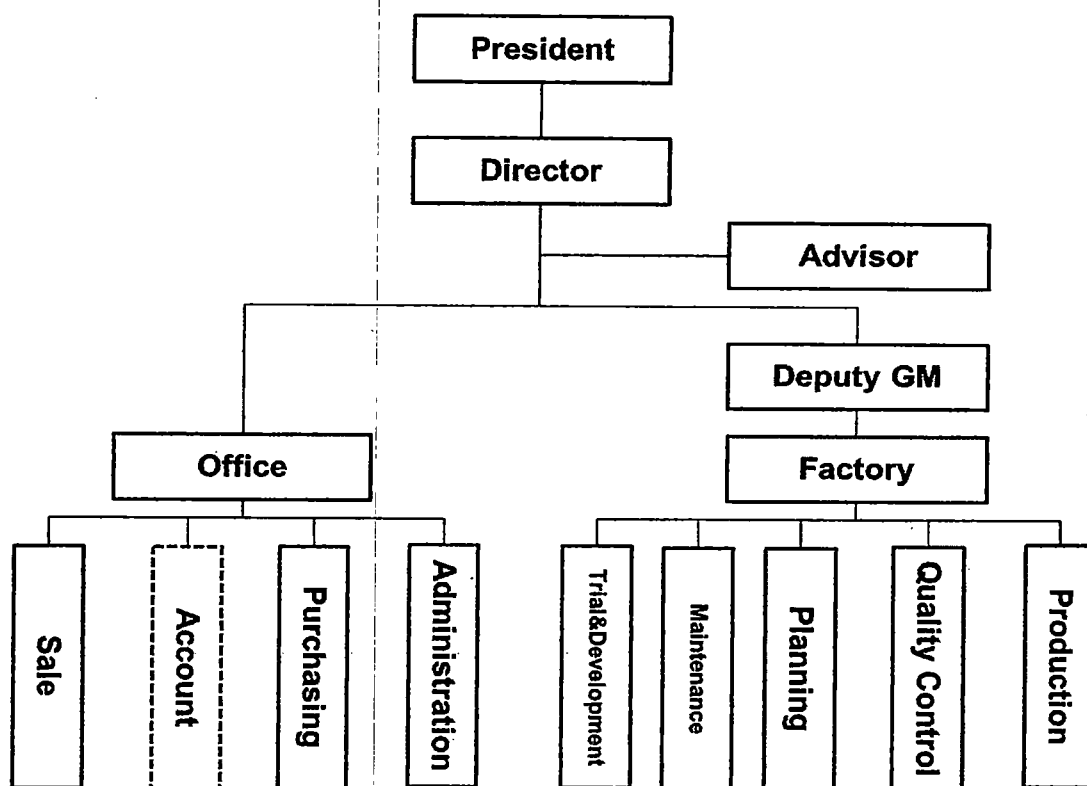 President
Director
Advisor
Deputy GM
Office
Factory
Sale
Account
Purchasing
Administration
Trial&Development
Maintenance
Planning
Quality Control
Production